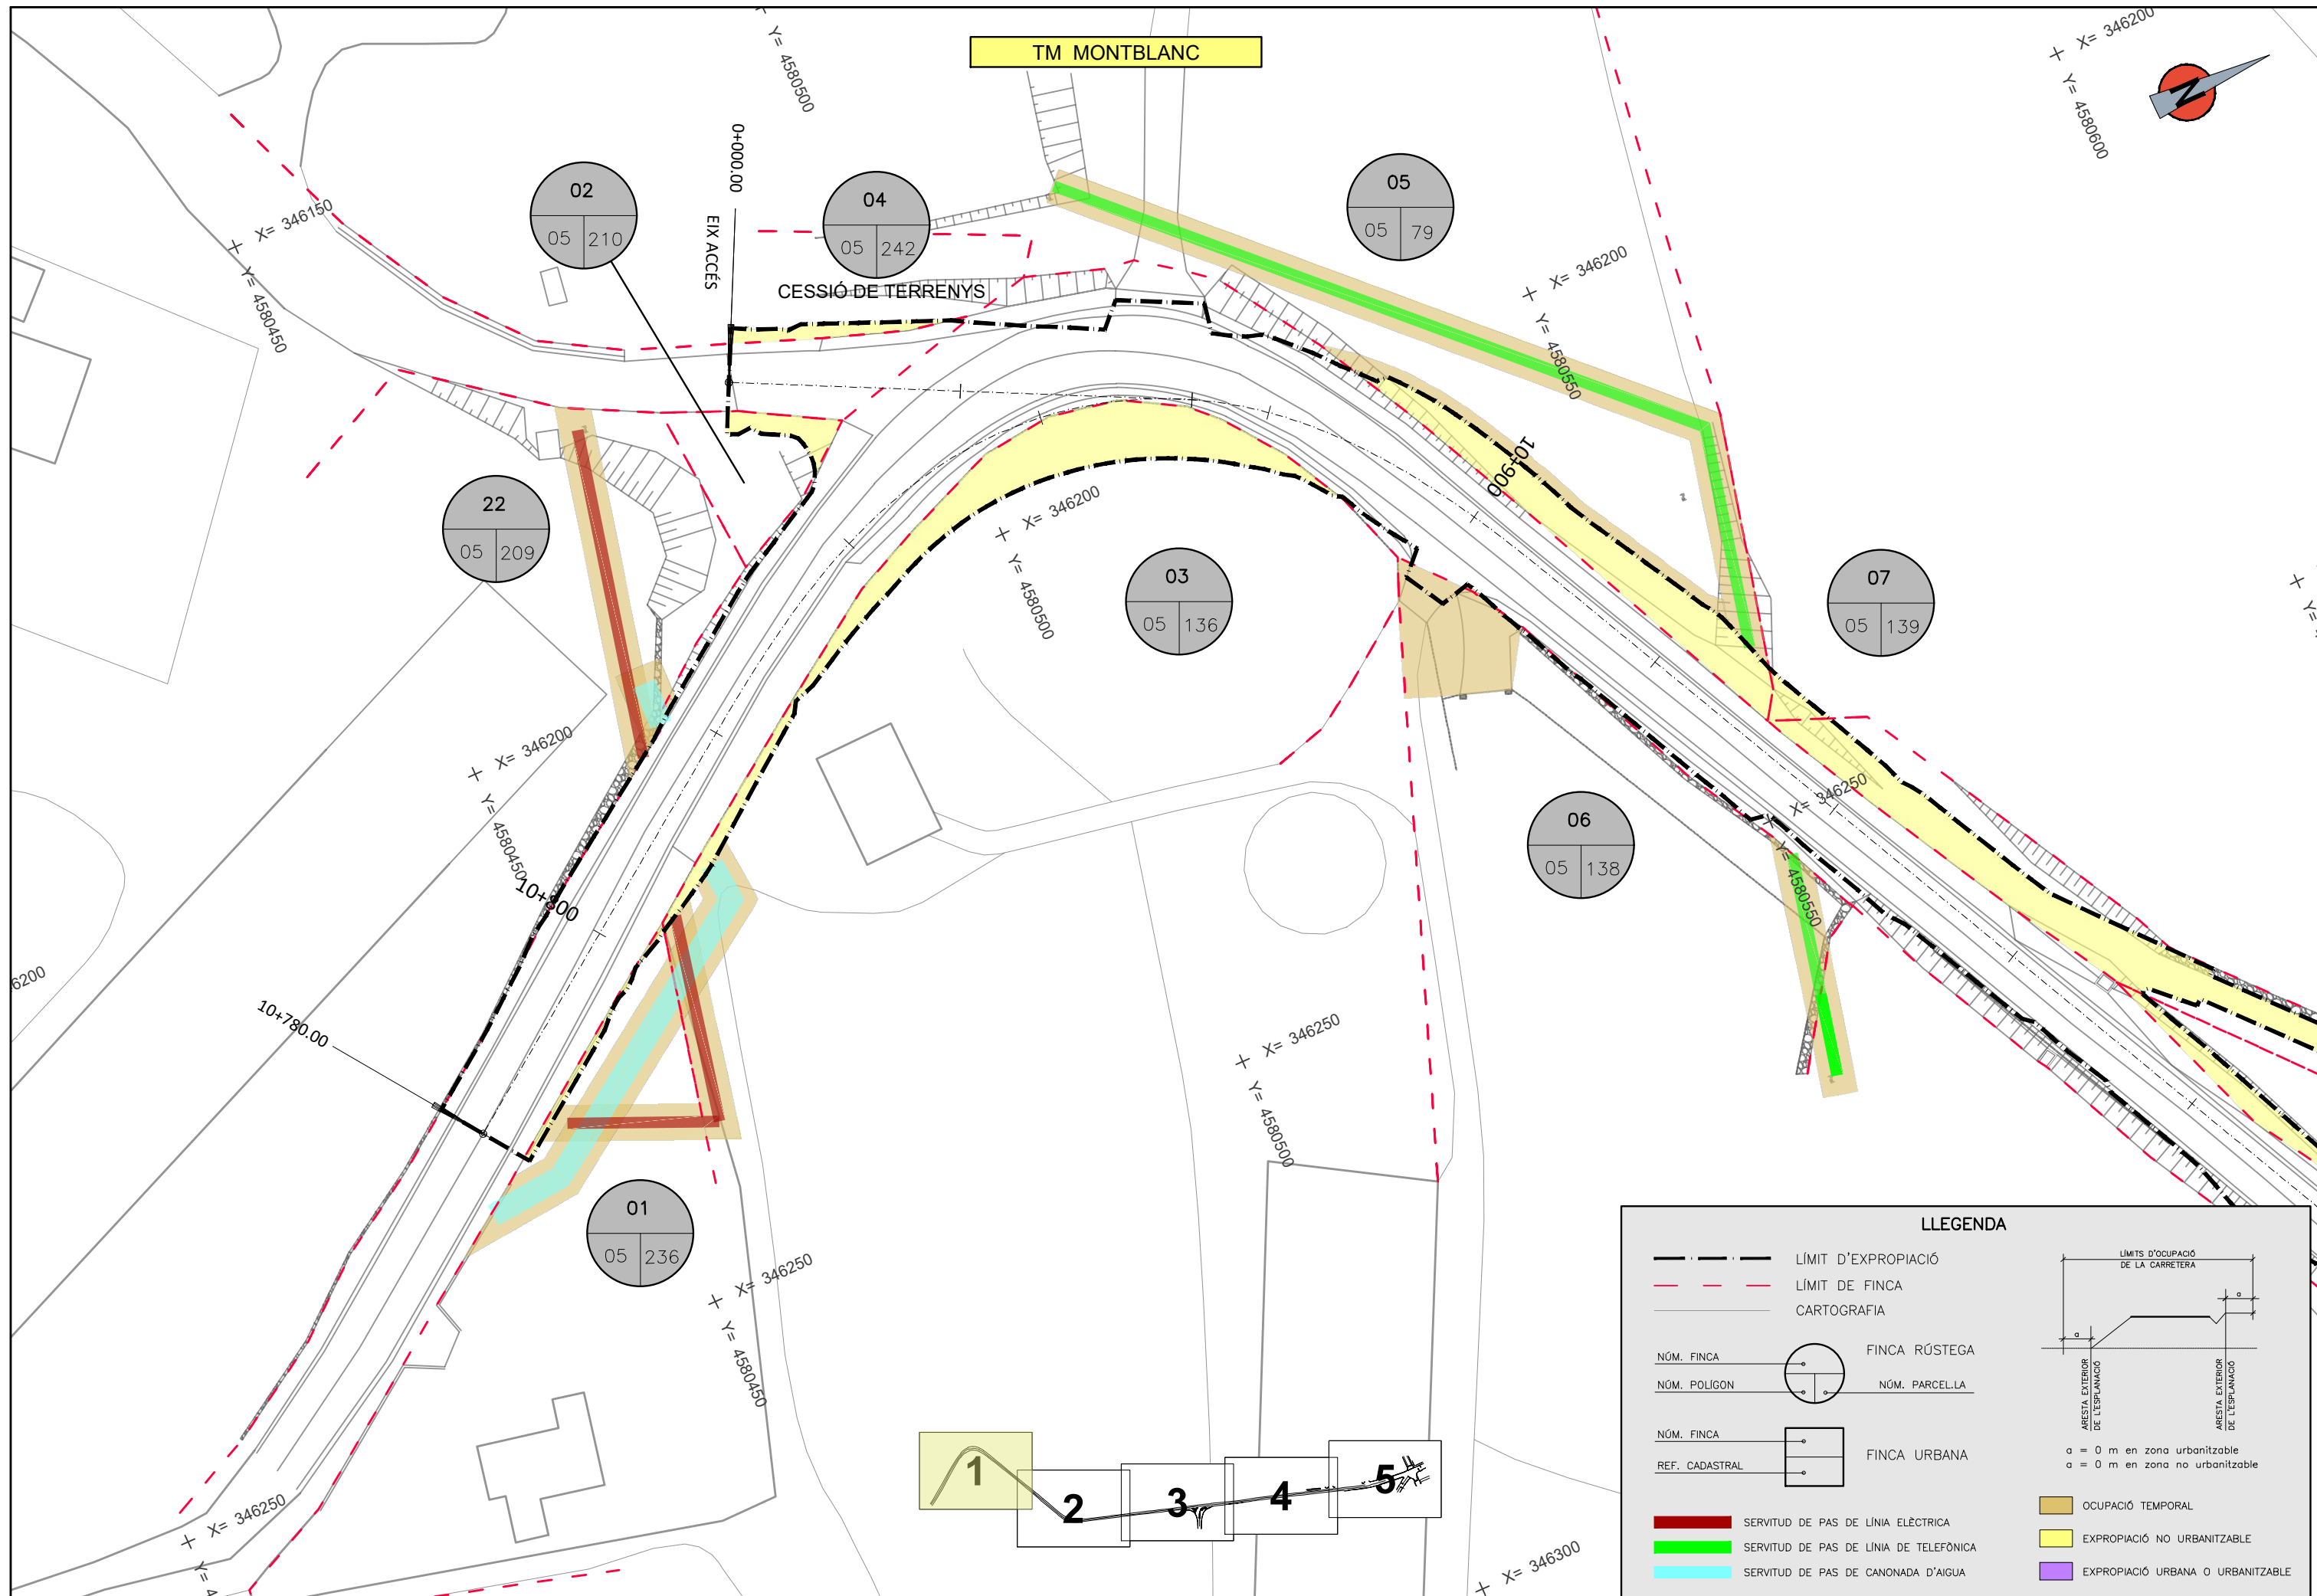 TM MONTBLANC
X= 346200
Y= 4580600
Y= 4580500
N
0+000.00
EIX ACCÉS
02
05 210
04
05 242
05
05 79
X= 346150
Y= 4580450
CESSIÓ DE TERRENYS
X= 346200
Y= 4580550
10+900
22
05 209
X= 346200
Y= 4580500
03
05 136
07
05 139
X= 346200
Y= 4580450
10+800
X= 346250
Y= 4580550
06
05 138
6200
10+780.00
X= 346250
Y= 4580500
01
05 236
X= 346250
Y= 4580450
X= 346250
Y= 4
X= 346300
1
2
3
4
5
LLEGENDA
LÍMIT D'EXPROPIACIÓ
LÍMIT DE FINCA
CARTOGRAFIA
NÚM. FINCA
FINCA RÚSTEGA
NÚM. POLÍGON
NÚM. PARCEL.LA
NÚM. FINCA
FINCA URBANA
REF. CADASTRAL
SERVITUD DE PAS DE LÍNIA ELÈCTRICA
SERVITUD DE PAS DE LÍNIA DE TELEFÒNICA
SERVITUD DE PAS DE CANONADA D'AIGUA
LÍMITS D'OCUPACIÓ
DE LA CARRETERA
a
a
ARESTA EXTERIOR
DE L'ESPLANACIÓ
ARESTA EXTERIOR
DE L'ESPLANACIÓ
a = 0 m en zona urbanitzable
a = 0 m en zona no urbanitzable
OCUPACIÓ TEMPORAL
EXPROPIACIÓ NO URBANITZABLE
EXPROPIACIÓ URBANA O URBANITZABLE